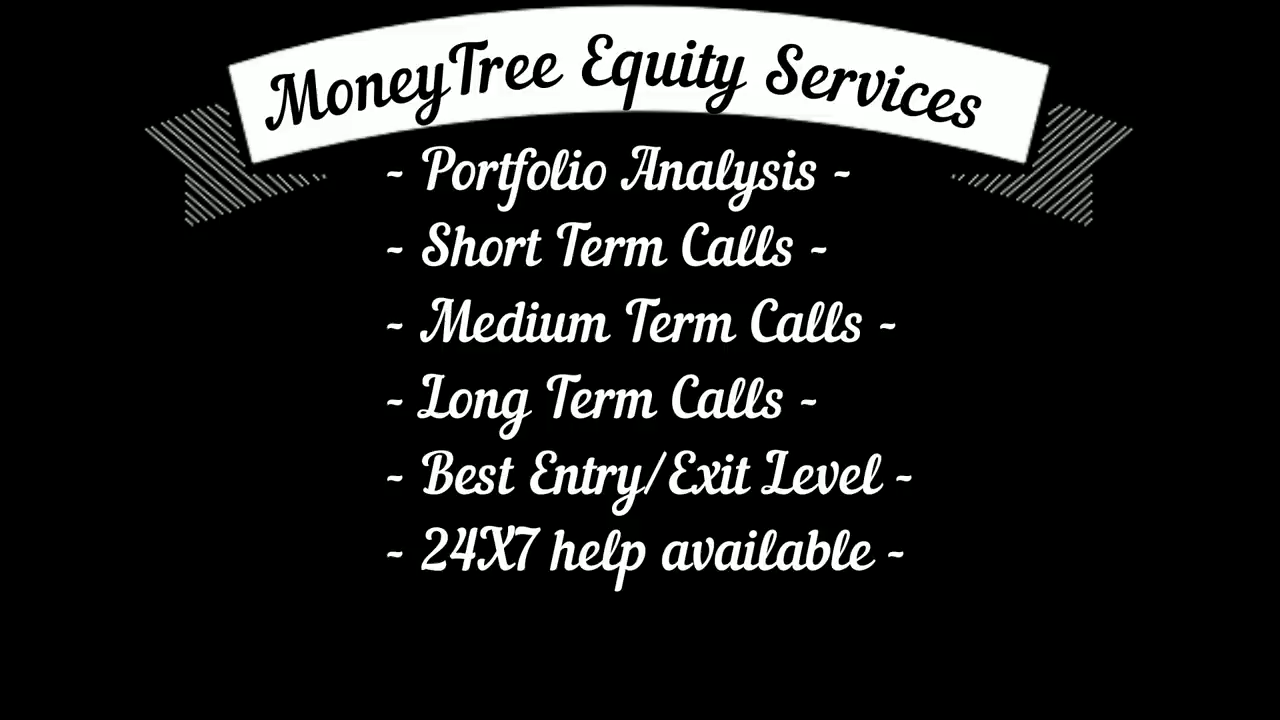 MoneyTree Equity Services
- Portfolio Analysis -
- Short Term Calls -
- Medium Term Calls -
- Long Term Calls -
- Best Entry/Exit Level -
- 24X7 help available -